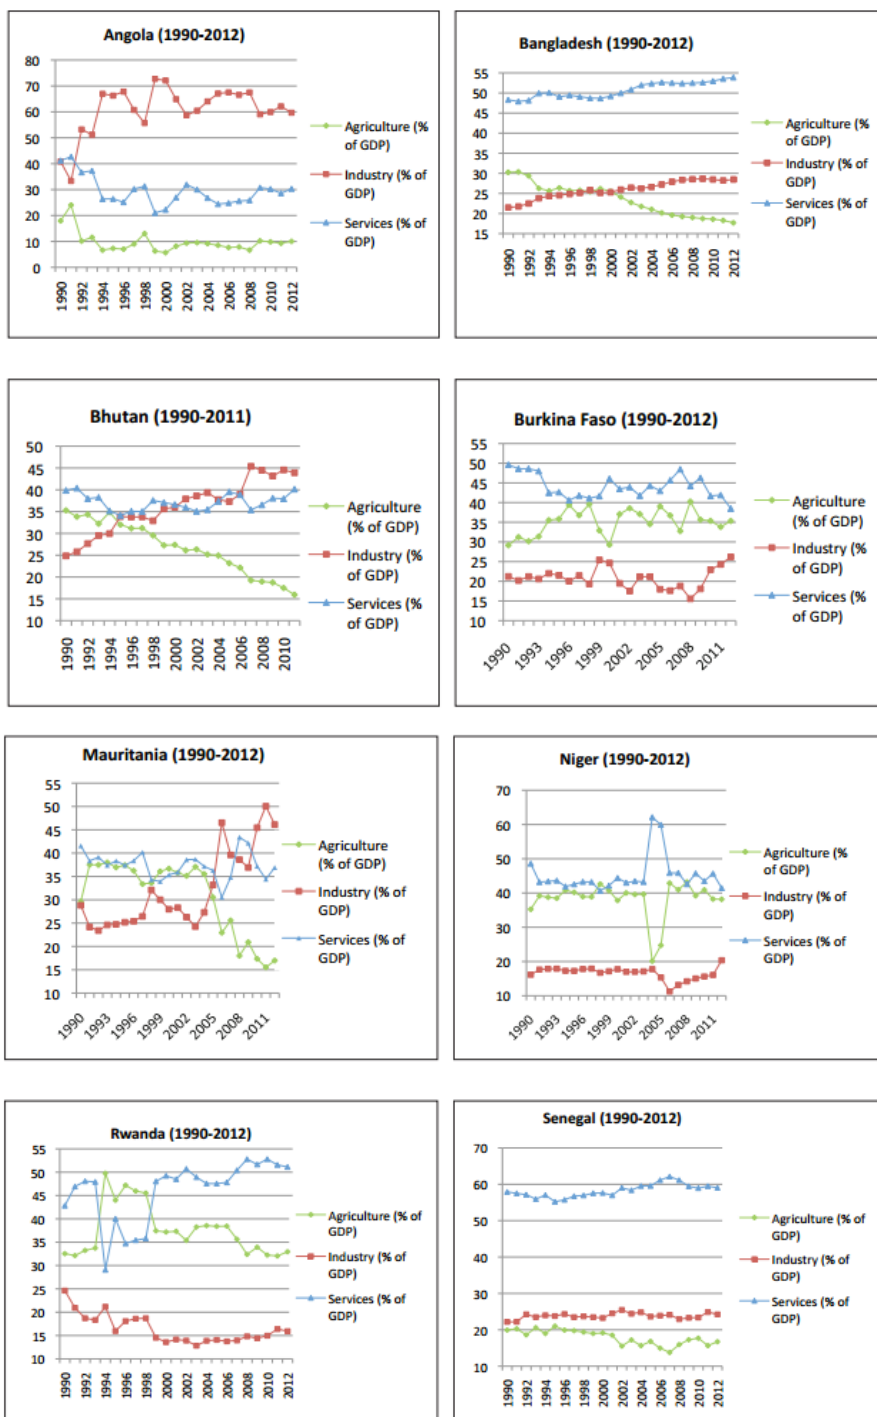 Angola (1990-2012)
80
70
60
50
40
30
20
10
0
1990
1992
1994
1996
1998
2000
2002
2004
2006
2008
2010
2012
Agriculture (%
of GDP)
Industry (% of
GDP)
Services (% of
GDP)
Bangladesh (1990-2012)
55
50
45
40
35
30
25
20
15
1990
1992
1994
1996
1998
2000
2002
2004
2006
2008
2010
2012
Agriculture (%
of GDP)
Industry (% of
GDP)
Services (% of
GDP)
Bhutan (1990-2011)
50
45
40
35
30
25
20
15
10
1990
1992
1994
1996
1998
2000
2002
2004
2006
2008
2010
Agriculture
(% of GDP)
Industry (%
of GDP)
Services (%
of GDP)
Burkina Faso (1990-2012)
55
50
45
40
35
30
25
20
15
10
1990
1993
1996
1999
2002
2005
2008
2011
Agriculture
(% of GDP)
Industry (%
of GDP)
Services (%
of GDP)
Mauritania (1990-2012)
55
50
45
40
35
30
25
20
15
10
1990
1993
1996
1999
2002
2005
2008
2011
Agriculture
(% of GDP)
Industry (% of
GDP)
Services (% of
GDP)
Niger (1990-2012)
70
60
50
40
30
20
10
1990
1993
1996
1999
2002
2005
2008
2011
Agriculture (%
of GDP)
Industry (% of
GDP)
Services (% of
GDP)
Rwanda (1990-2012)
55
50
45
40
35
30
25
20
15
10
1990
1992
1994
1996
1998
2000
2002
2004
2006
2008
2010
2012
Agriculture (% of
GDP)
Industry (% of
GDP)
Services (% of
GDP)
Senegal (1990-2012)
70
60
50
40
30
20
10
1990
1992
1994
1996
1998
2000
2002
2004
2006
2008
2010
2012
Agriculture (% of
GDP)
Industry (% of
GDP)
Services (% of
GDP)